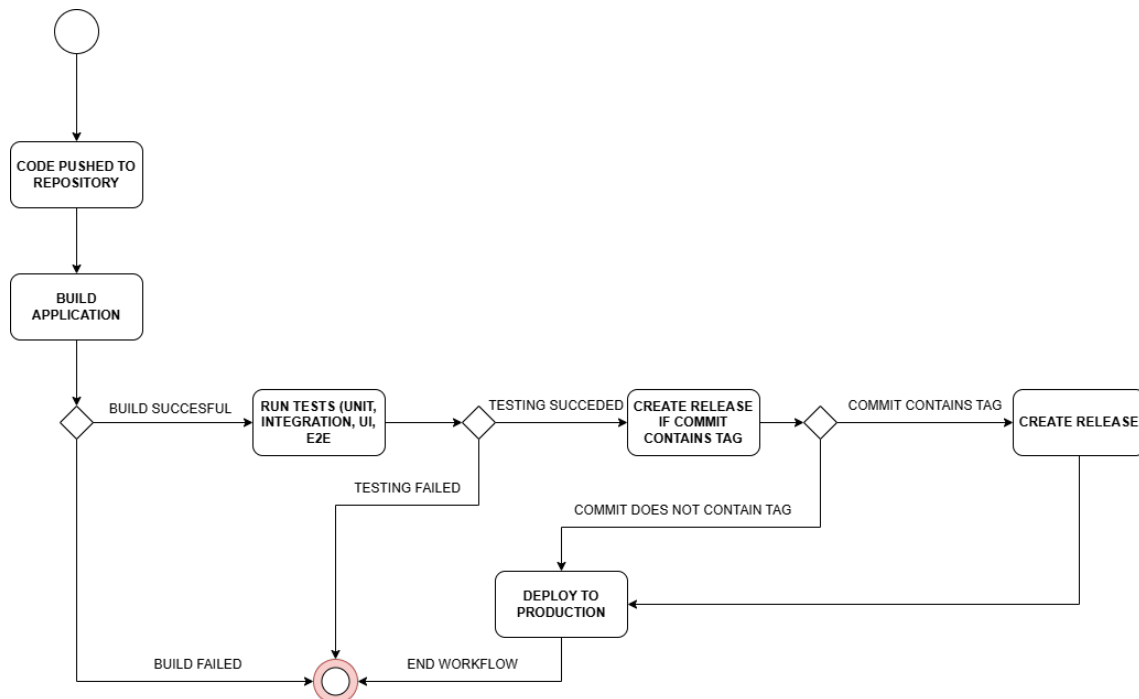 CODE PUSHED TO
REPOSITORY
BUILD
APPLICATION
BUILD SUCCESFUL
RUN TESTS (UNIT,
INTEGRATION, UI,
E2E
TESTING SUCCEDED
CREATE RELEASE
IF COMMIT
CONTAINS TAG
COMMIT CONTAINS TAG
CREATE RELEASE
TESTING FAILED
COMMIT DOES NOT CONTAIN TAG
DEPLOY TO
PRODUCTION
BUILD FAILED
END WORKFLOW